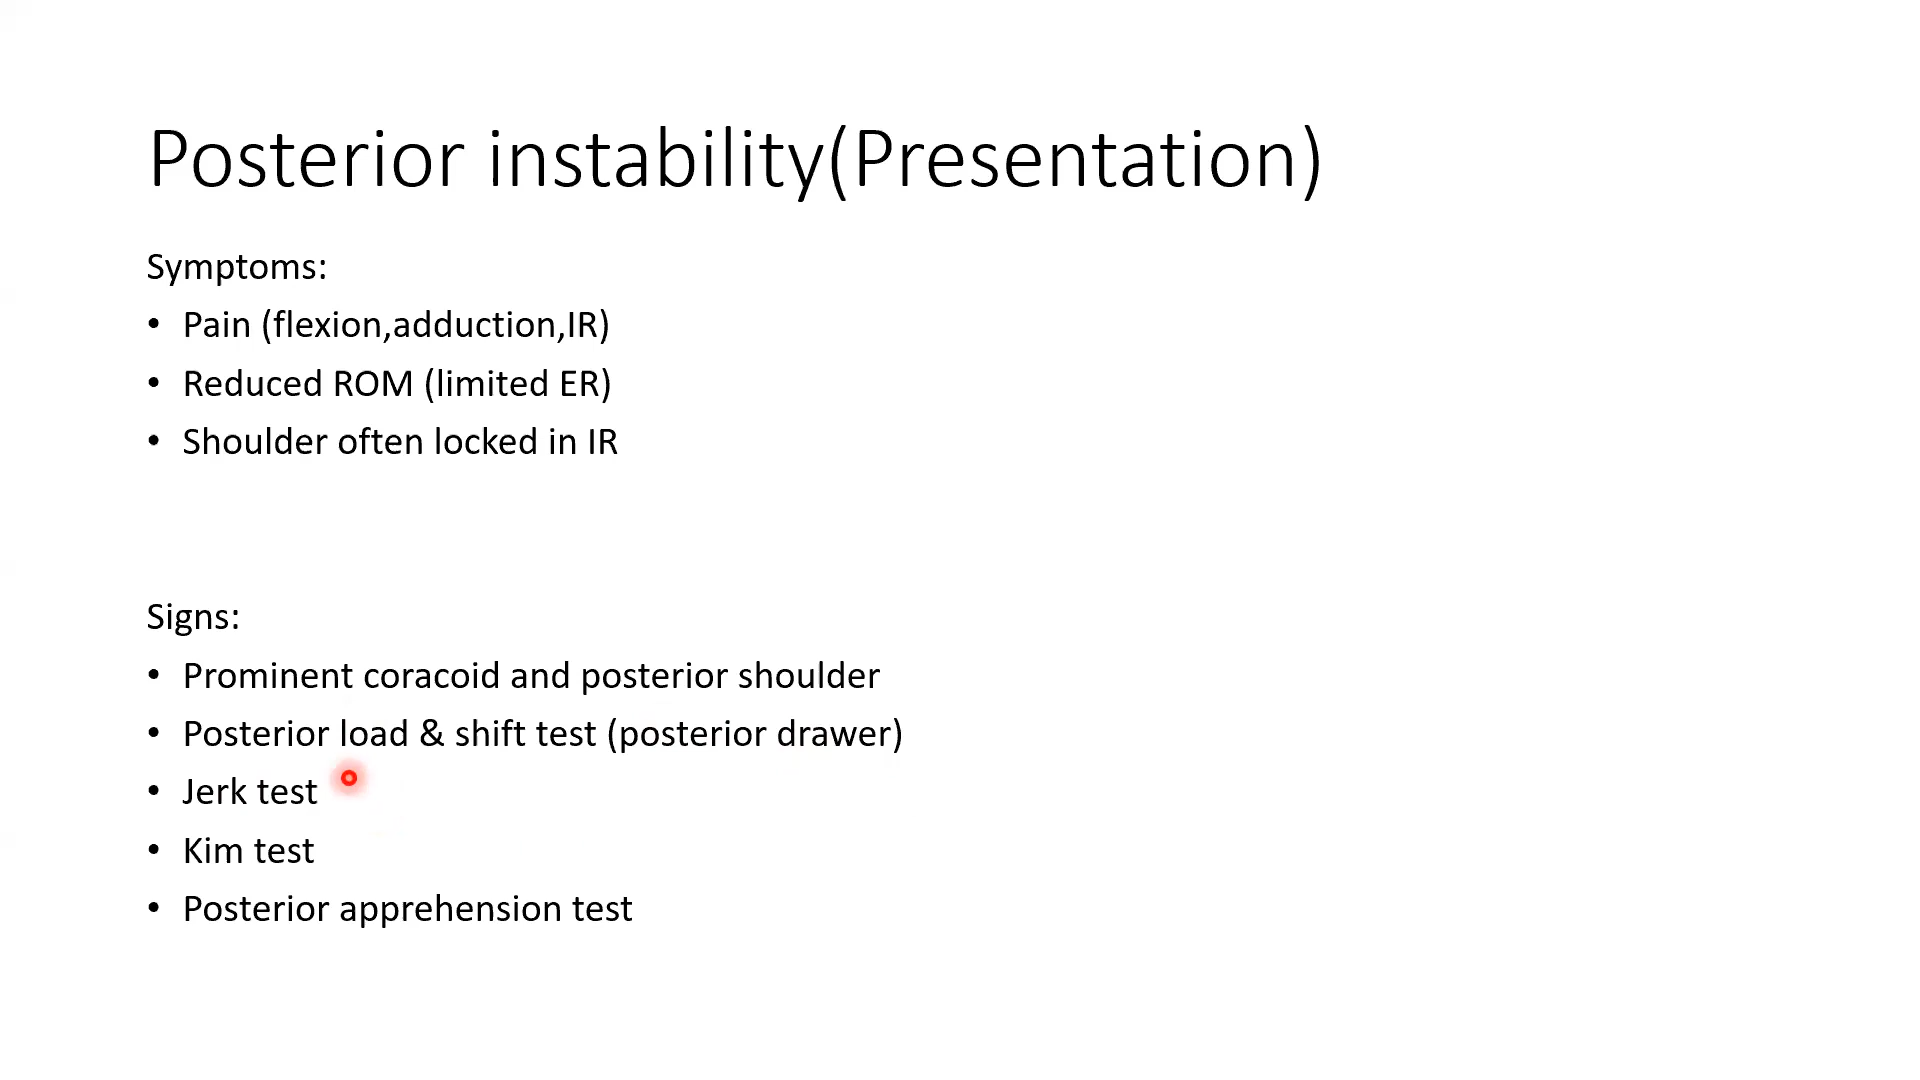 Posterior instability(Presentation)
Symptoms:
• Pain (flexion,adduction,IR)
• Reduced ROM (limited ER)
• Shoulder often locked in IR
Signs:
• Prominent coracoid and posterior shoulder
• Posterior load & shift test (posterior drawer)
• Jerk test
• Kim test
• Posterior apprehension test